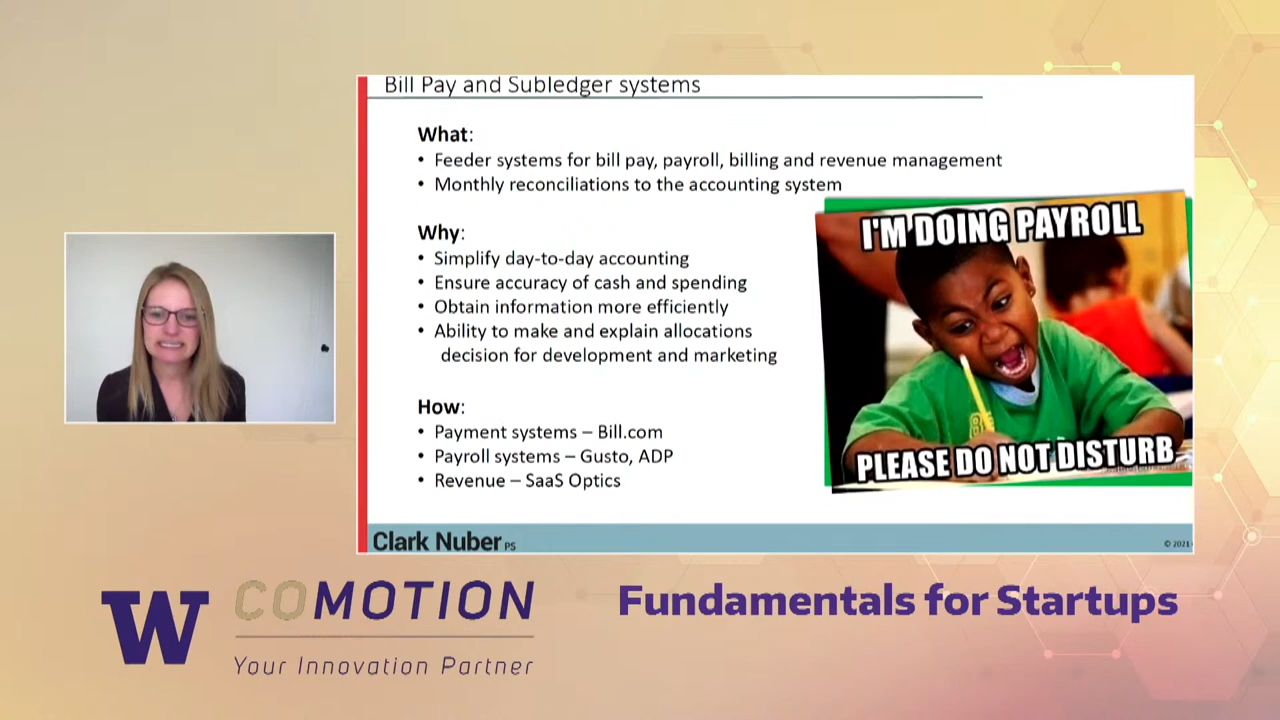 Bill Pay and Subledger systems
What:
• Feeder systems for bill pay, payroll, billing and revenue management
• Monthly reconciliations to the accounting system
Why:
• Simplify day-to-day accounting
• Ensure accuracy of cash and spending
• Obtain information more efficiently
• Ability to make and explain allocations
decision for development and marketing
How:
• Payment systems – Bill.com
• Payroll systems – Gusto, ADP
• Revenue – SaaS Optics
I'M DOING PAYROLL
PLEASE DO NOT DISTURB
Clark Nuber PS
© 2021
W
COMOTION
Your Innovation Partner
Fundamentals for Startups